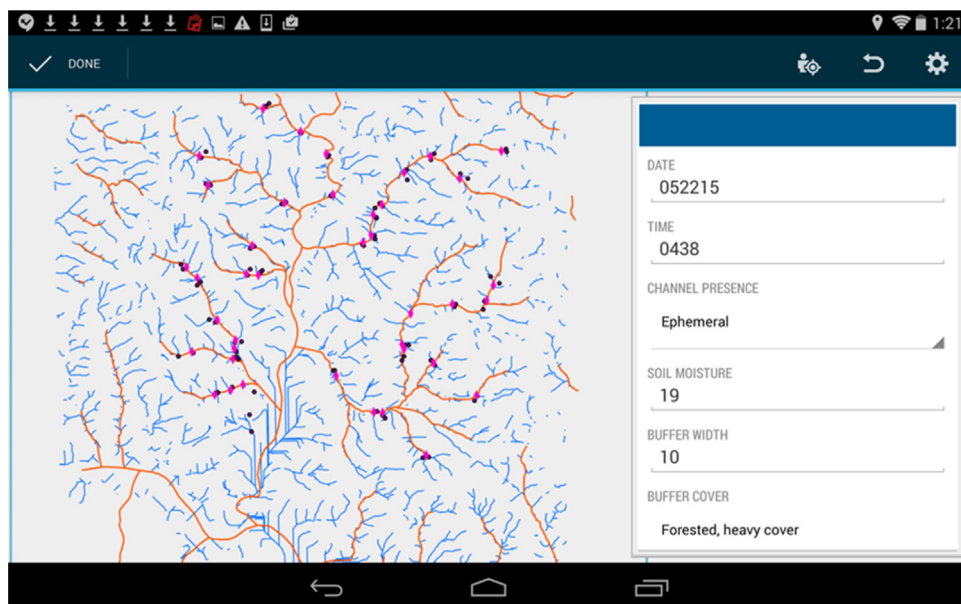 1:21
DONE
DATE
052215
TIME
0438
CHANNEL PRESENCE
Ephemeral
SOIL MOISTURE
19
BUFFER WIDTH
10
BUFFER COVER
Forested, heavy cover